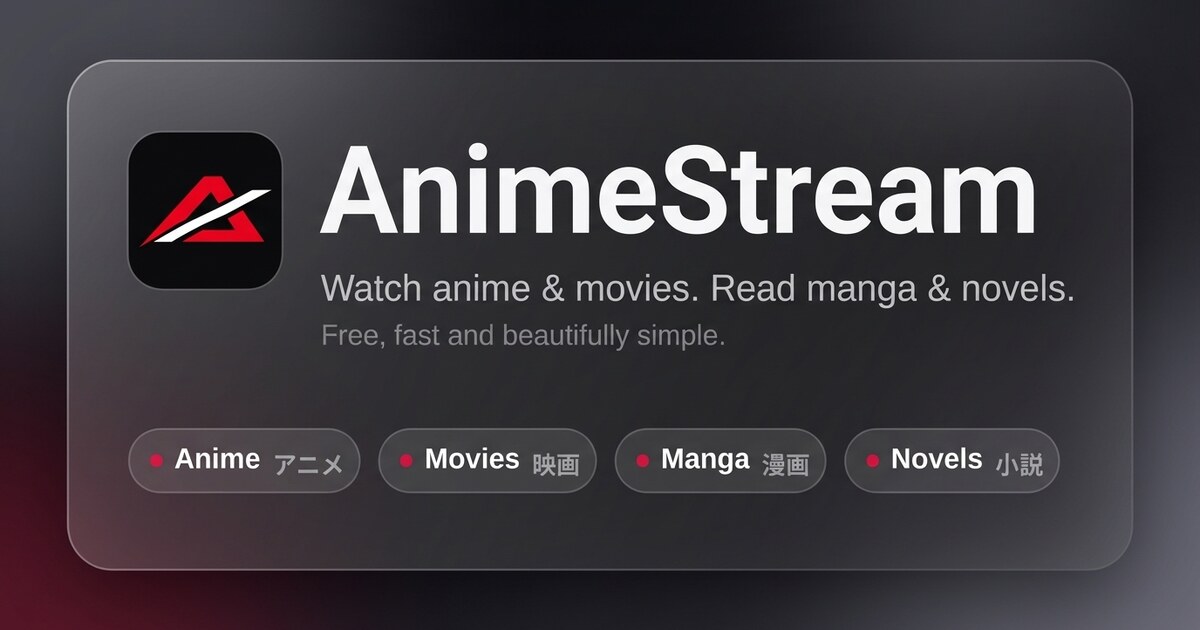 AnimeStream
Watch anime & movies. Read manga & novels.
Free, fast and beautifully simple.
Anime アニメ
Movies 映画
Manga 漫画
Novels 小説